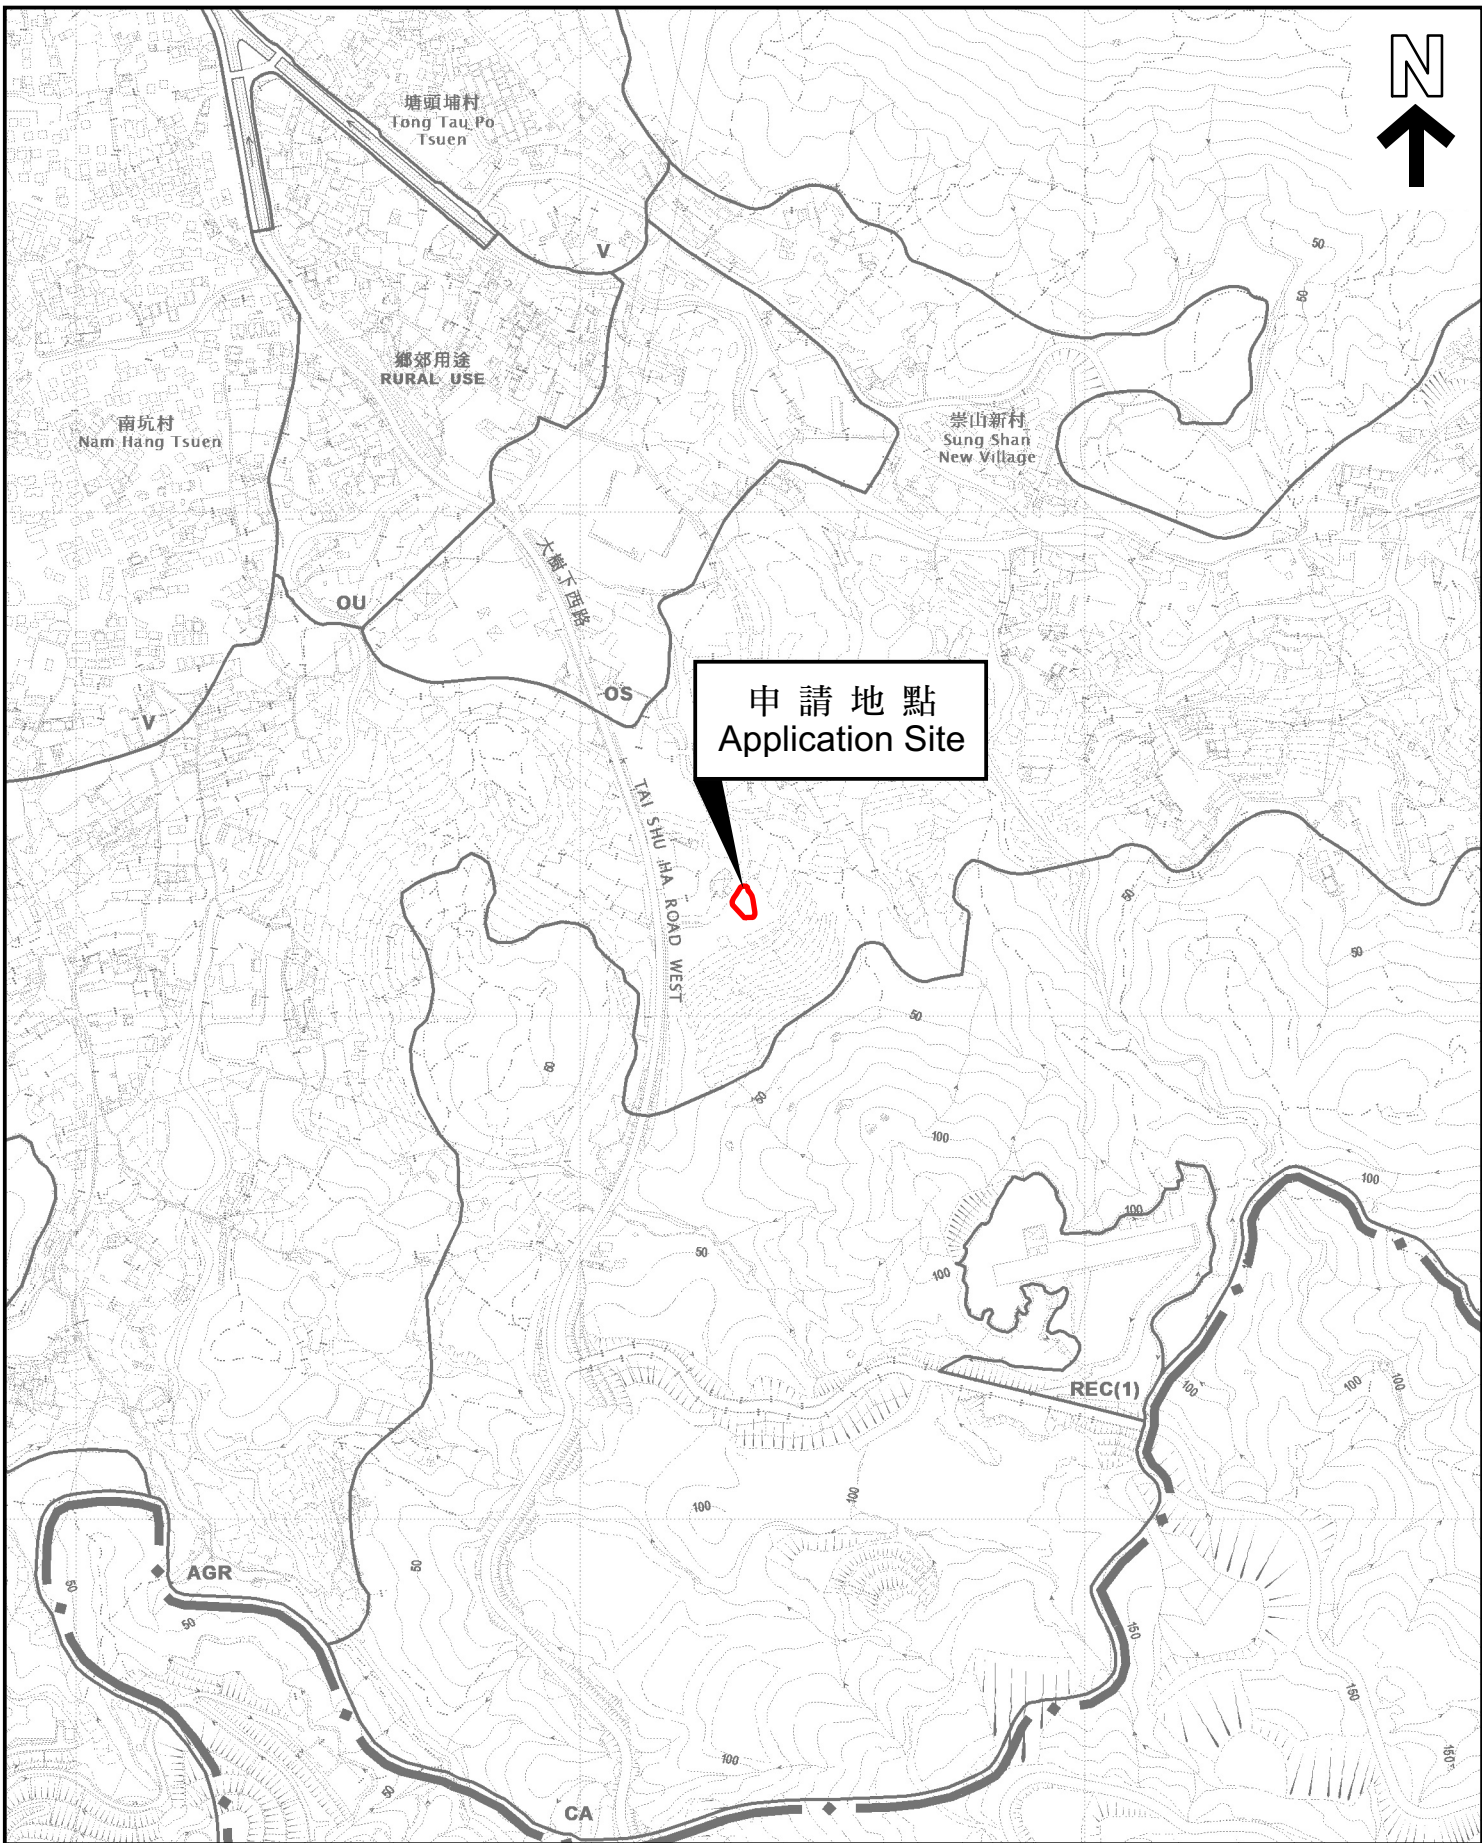 N
塘頭埔村
Tong Tau Po
Tsuen
V
50
50
鄉郊用途
RURAL USE
南坑村
Nam Hang Tsuen
崇山新村
Sung Shan
New Village
大樹下西路
OU
OS
V
申請地點
Application Site
TAI SHU HA ROAD WEST
50
50
50
60
50
100
100
100
50
100
REC(1)
100
100
100
100
100
50
AGR
50
50
150
150
150
100
50
CA